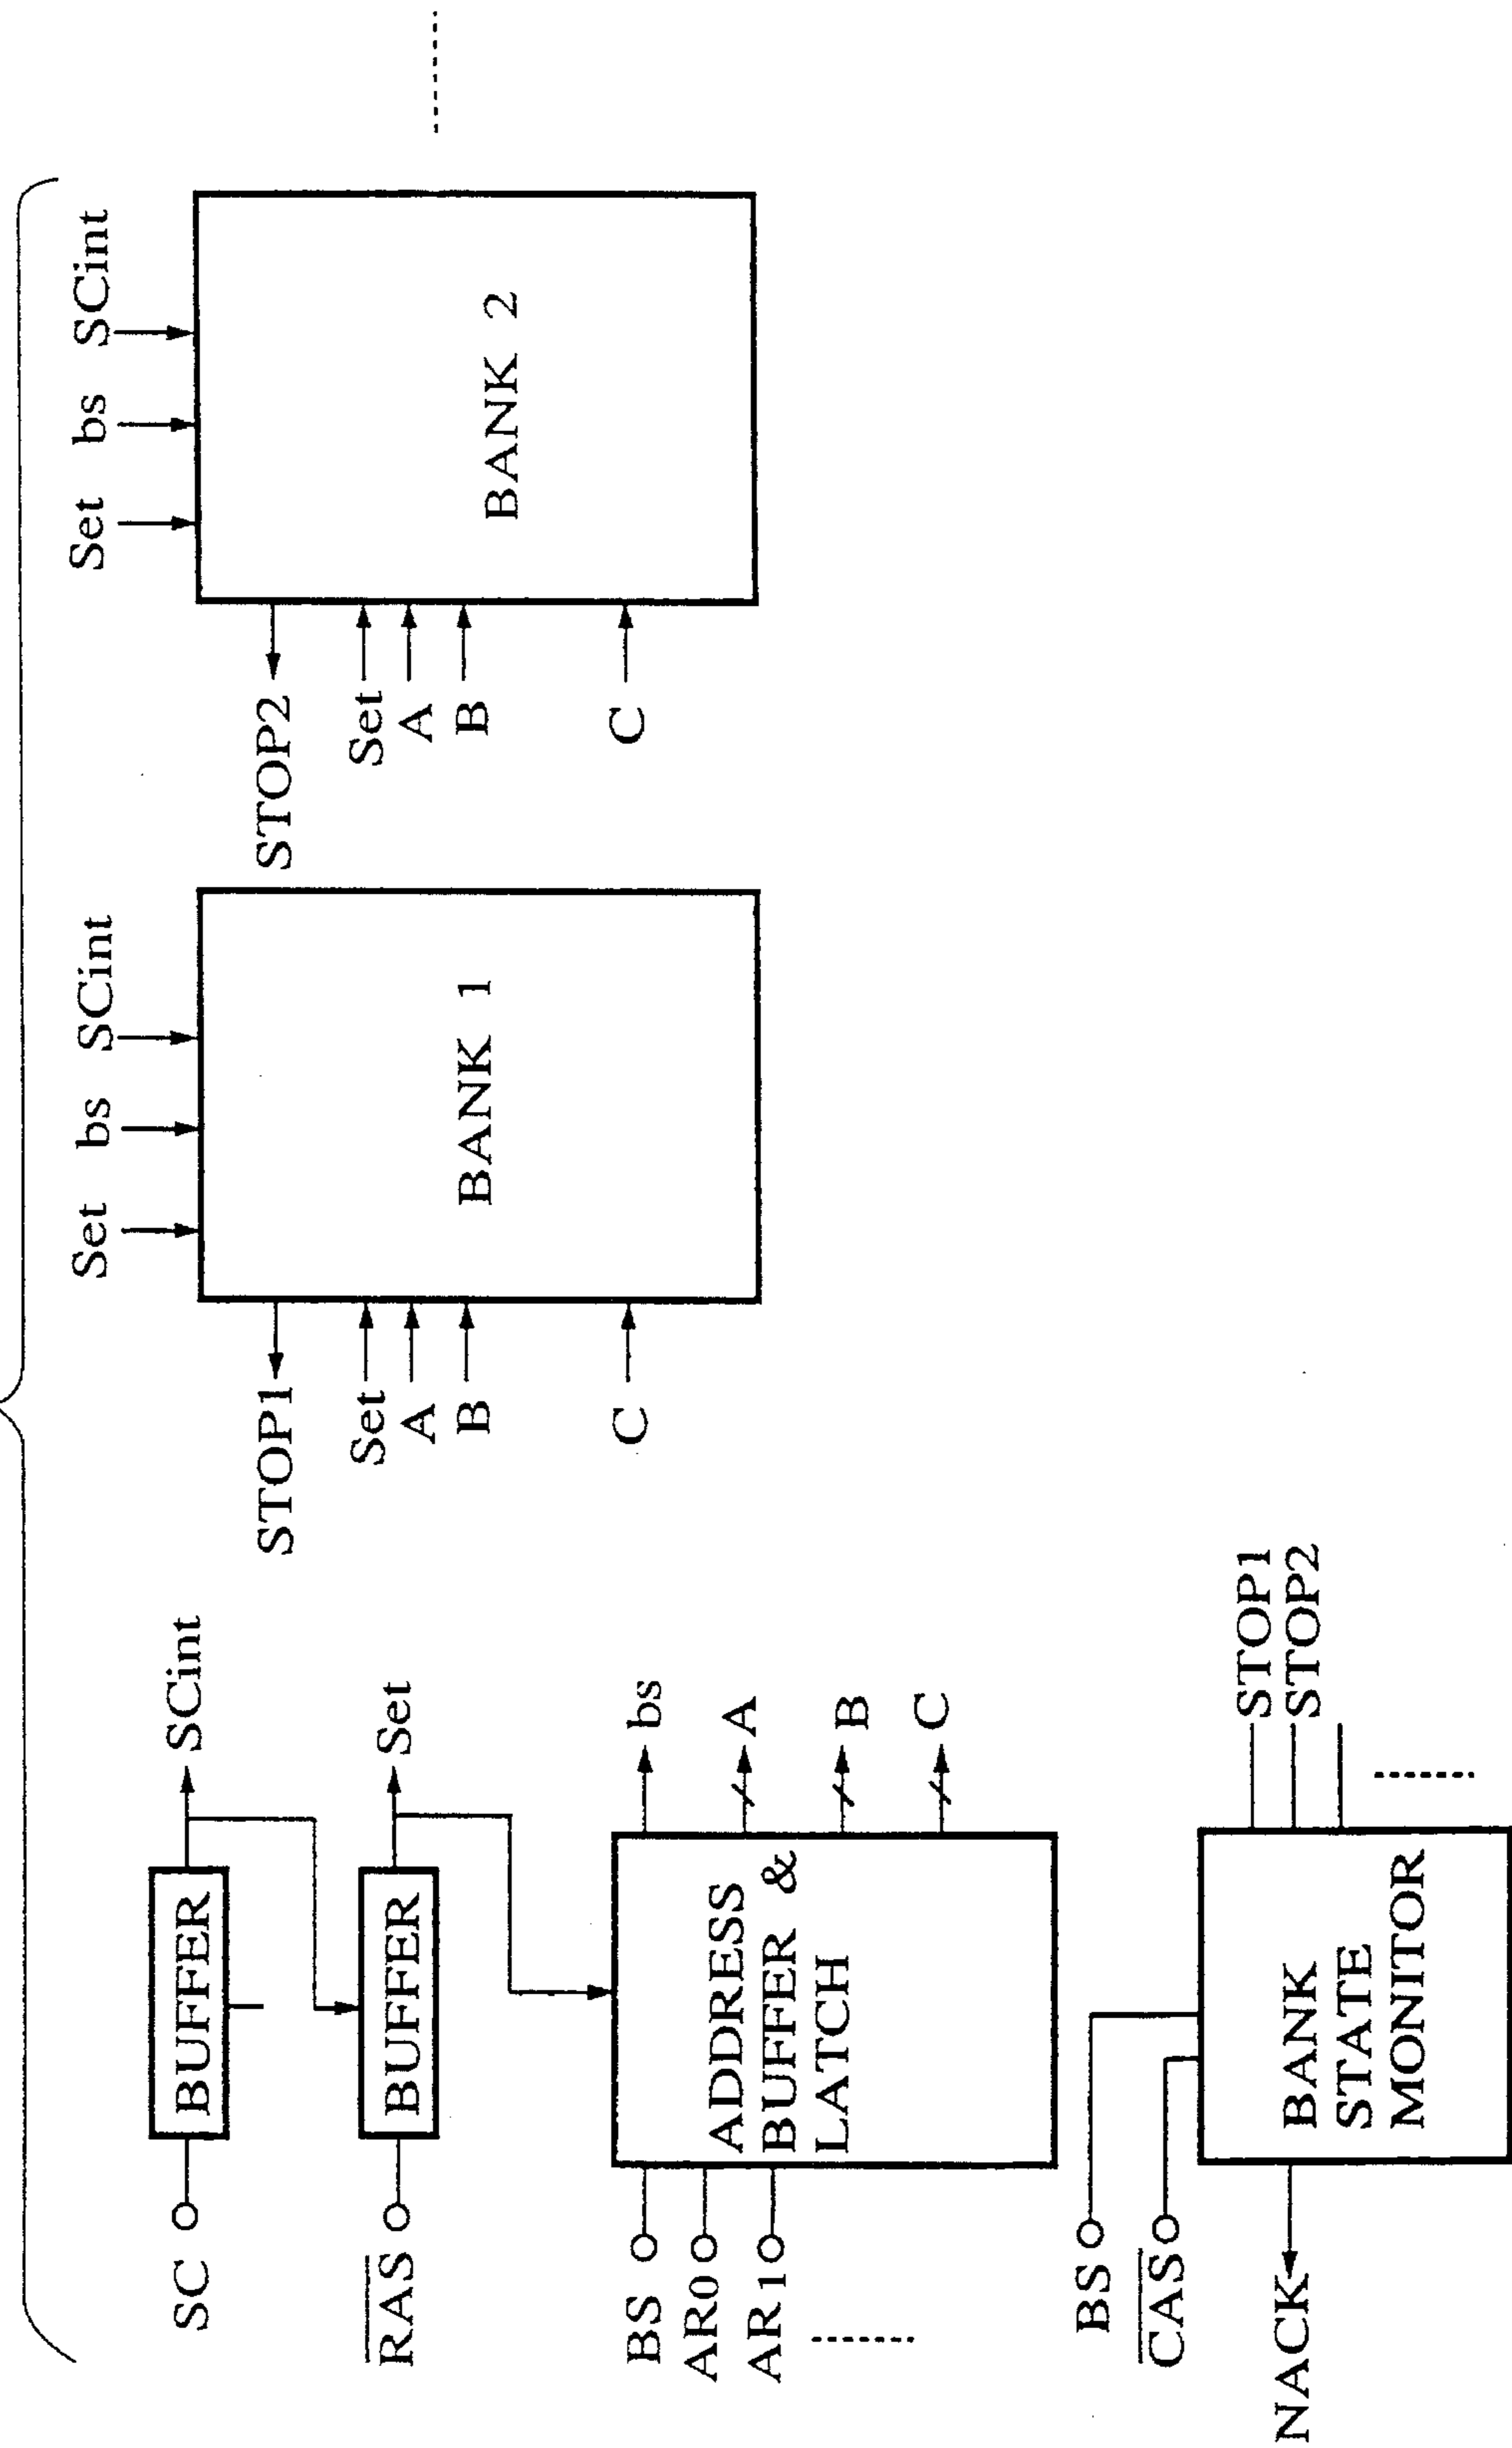 SC
BUFFER
SCint
RAS
BUFFER
Set
BS
AR0
AR1
ADDRESS
BUFFER &
LATCH
bs
A
B
C
BS
CAS
NACK
BANK
STATE
MONITOR
STOP1
STOP2
Set
bs
SCint
STOP1
Set
A
B
C
BANK 1
Set
bs
SCint
STOP2
Set
A
B
C
BANK 2